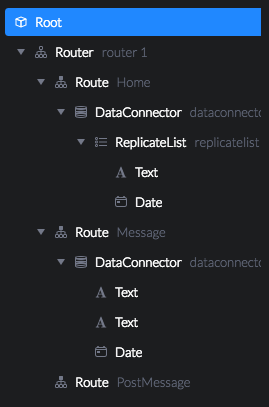 Root
Router router 1
Route Home
DataConnector dataconnecto
ReplicateList replicatelist
Text
Date
Route Message
DataConnector dataconnecto
Text
Text
Date
Route PostMessage